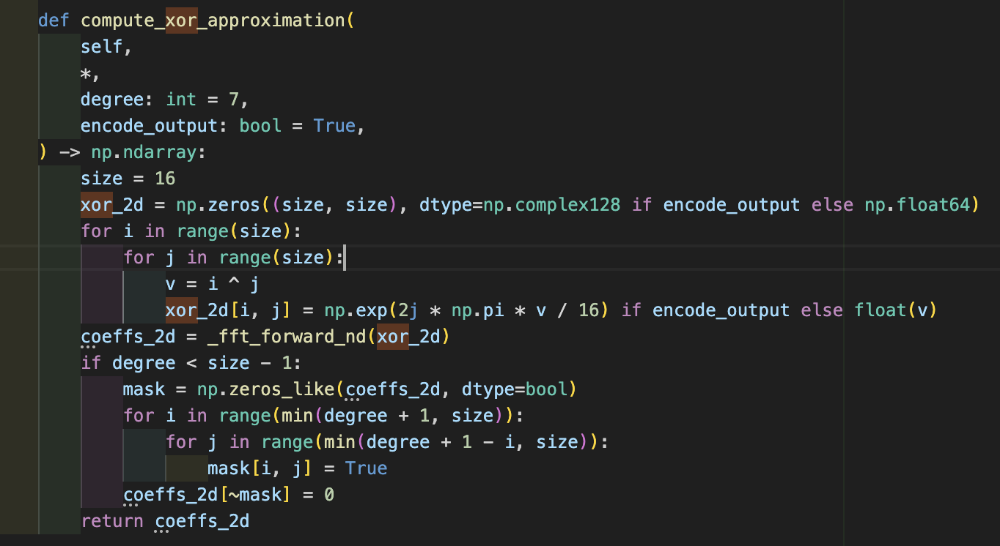 def compute_xor_approximation(
    self,
    *,
    degree: int = 7,
    encode_output: bool = True,
) -> np.ndarray:
    size = 16
    xor_2d = np.zeros((size, size), dtype=np.complex128 if encode_output else np.float64)
    for i in range(size):
        for j in range(size):
            v = i ^ j
            xor_2d[i, j] = np.exp(2j * np.pi * v / 16) if encode_output else float(v)
    coeffs_2d = _fft_forward_nd(xor_2d)
    if degree < size - 1:
        mask = np.zeros_like(coeffs_2d, dtype=bool)
        for i in range(min(degree + 1, size)):
            for j in range(min(degree + 1 - i, size)):
                mask[i, j] = True
        coeffs_2d[~mask] = 0
    return coeffs_2d